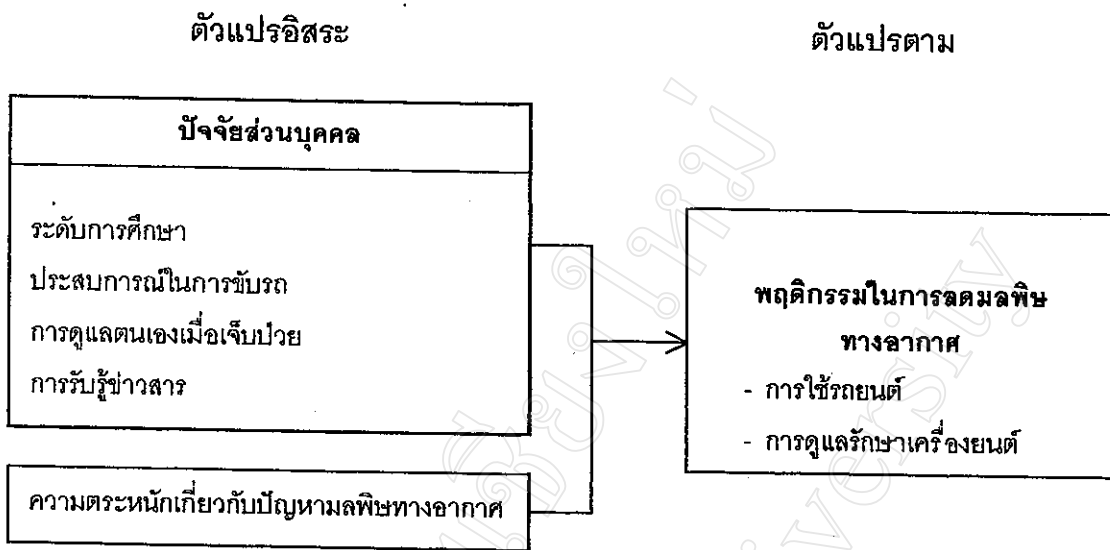 ตัวแปรอิสระ
ตัวแปรตาม
ปัจจัยส่วนบุคคล
ระดับการศึกษา
ประสบการณ์ในการขับรถ
การดูแลตนเองเมื่อเจ็บป่วย
การรับรู้ข่าวสาร
ความตระหนักเกี่ยวกับปัญหามลพิษทางอากาศ
พฤติกรรมในการลดมลพิษ
ทางอากาศ
- การใช้รถยนต์
- การดูแลรักษาเครื่องยนต์